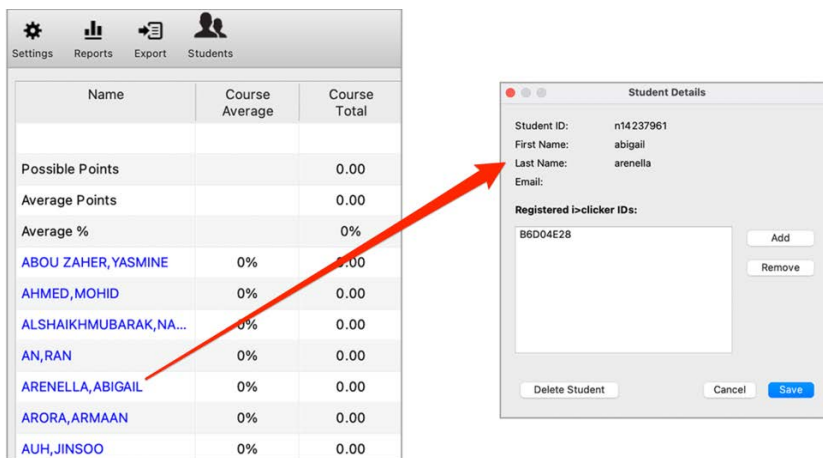 Settings Reports Export Students
Name Course Average Course Total
Possible Points 0.00
Average Points 0.00
Average % 0%
ABOU ZAHER,YASMINE 0% 0.00
AHMED,MOHID 0% 0.00
ALSHAIKHMUBARAK,NA... 0% 0.00
AN,RAN 0% 0.00
ARENELLA,ABIGAIL 0% 0.00
ARORA,ARMAAN 0% 0.00
AUH,JINSOO 0% 0.00
Student Details
Student ID: n14237961
First Name: abigail
Last Name: arenella
Email:
Registered i>clicker IDs:
B6D04E28
Add
Remove
Delete Student Cancel Save